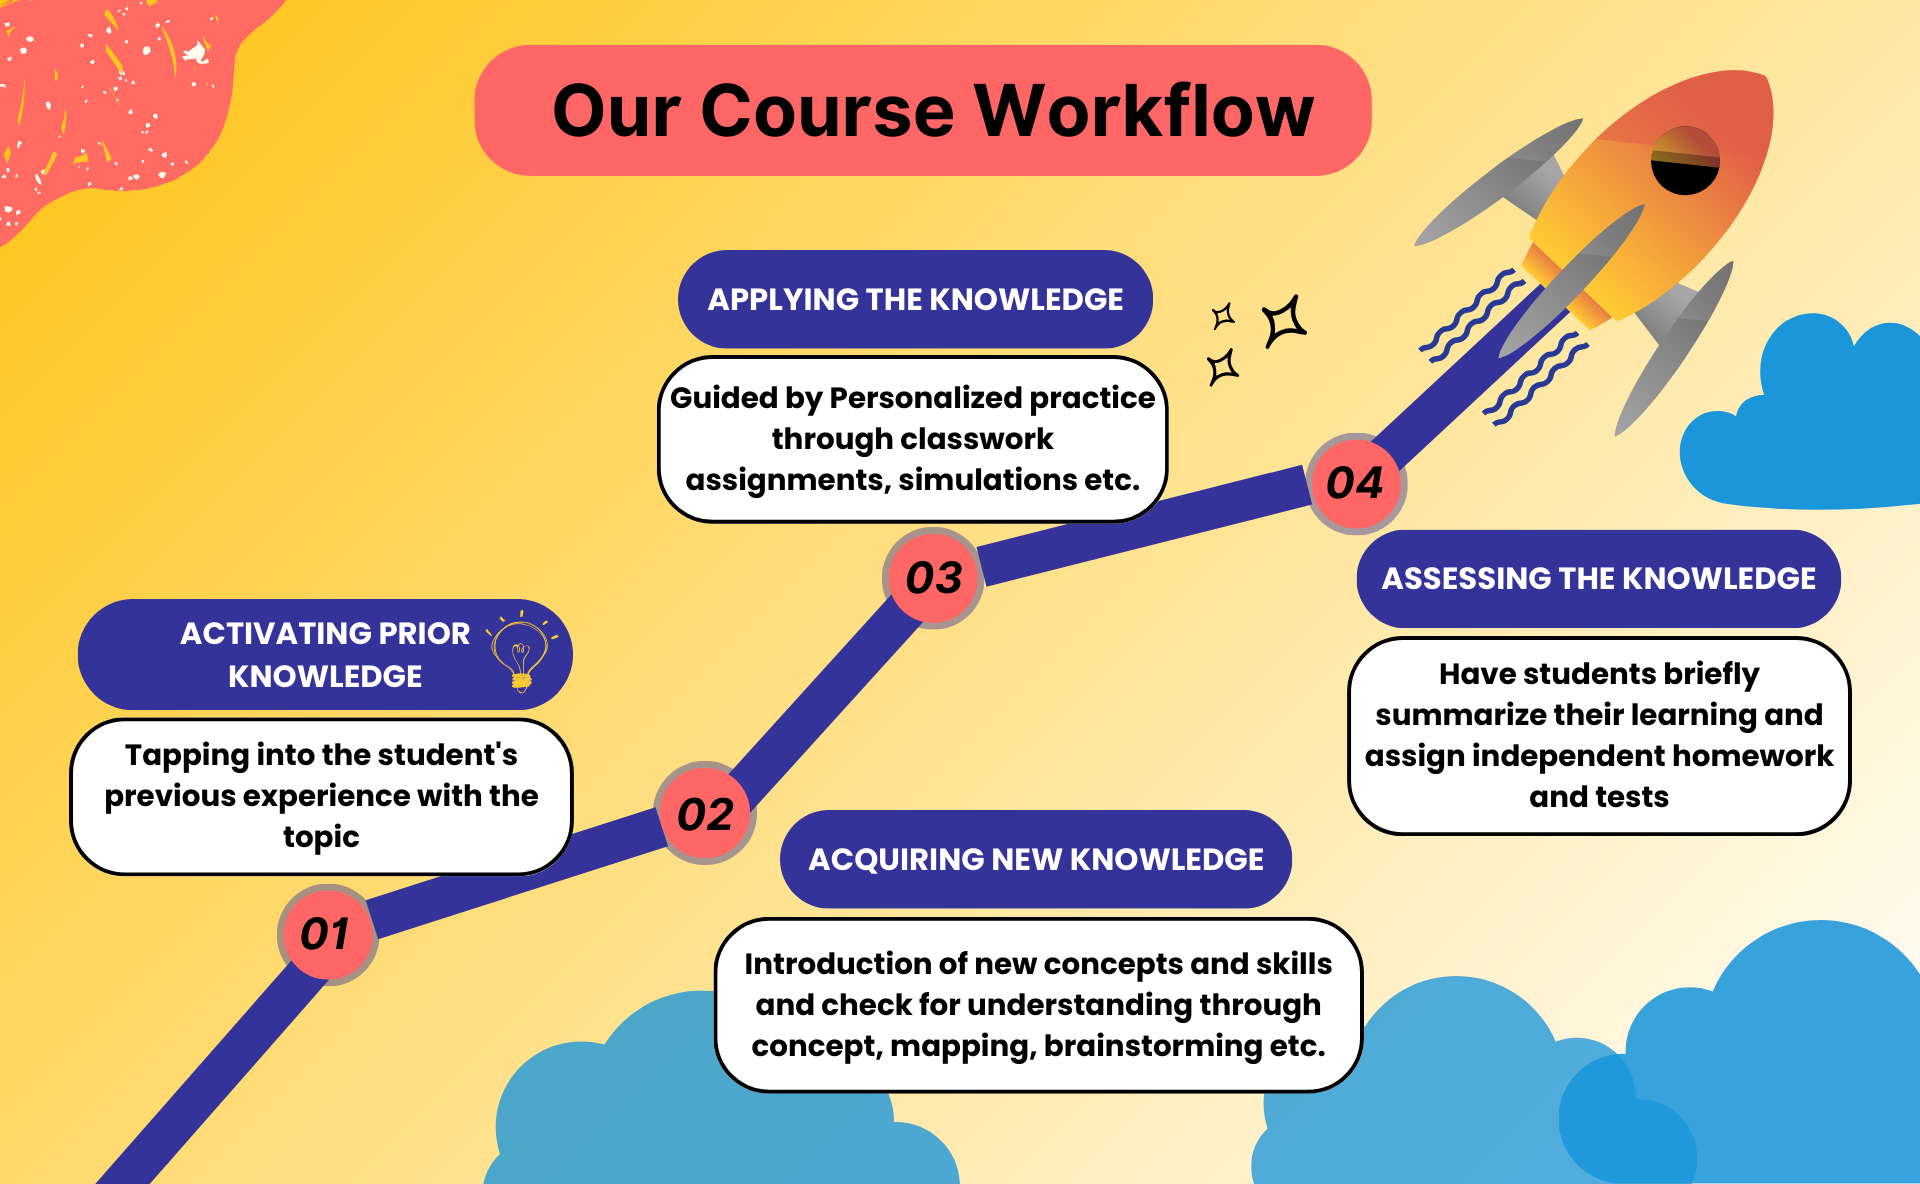 Our Course Workflow
01
ACTIVATING PRIOR
KNOWLEDGE
Tapping into the student's
previous experience with the
topic
02
ACQUIRING NEW KNOWLEDGE
Introduction of new concepts and skills
and check for understanding through
concept, mapping, brainstorming etc.
03
APPLYING THE KNOWLEDGE
Guided by Personalized practice
through classwork
assignments, simulations etc.
04
ASSESSING THE KNOWLEDGE
Have students briefly
summarize their learning and
assign independent homework
and tests